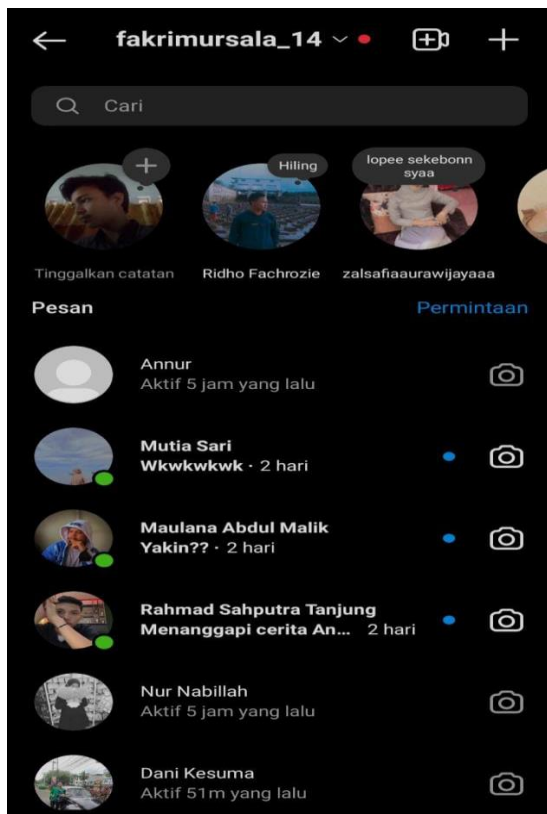 fakrimursala_14
Cari
Hiling
lopee sekebonn
syaa
Tinggalkan catatan
Ridho Fachrozie
zalsafiaaurawijayaaa
Pesan
Permintaan
Annur
Aktif 5 jam yang lalu
Mutia Sari
Wkwkwkwk · 2 hari
Maulana Abdul Malik
Yakin?? · 2 hari
Rahmad Sahputra Tanjung
Menanggapi cerita An... 2 hari
Nur Nabillah
Aktif 5 jam yang lalu
Dani Kesuma
Aktif 51m yang lalu